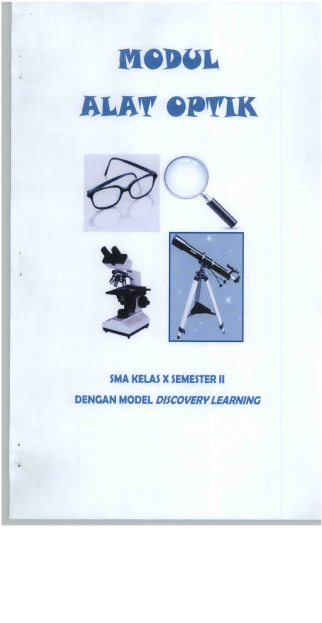 MODUL
ALAT OPTIK
SMA KELAS X SEMESTER II
DENGAN MODEL DISCOVERY LEARNING